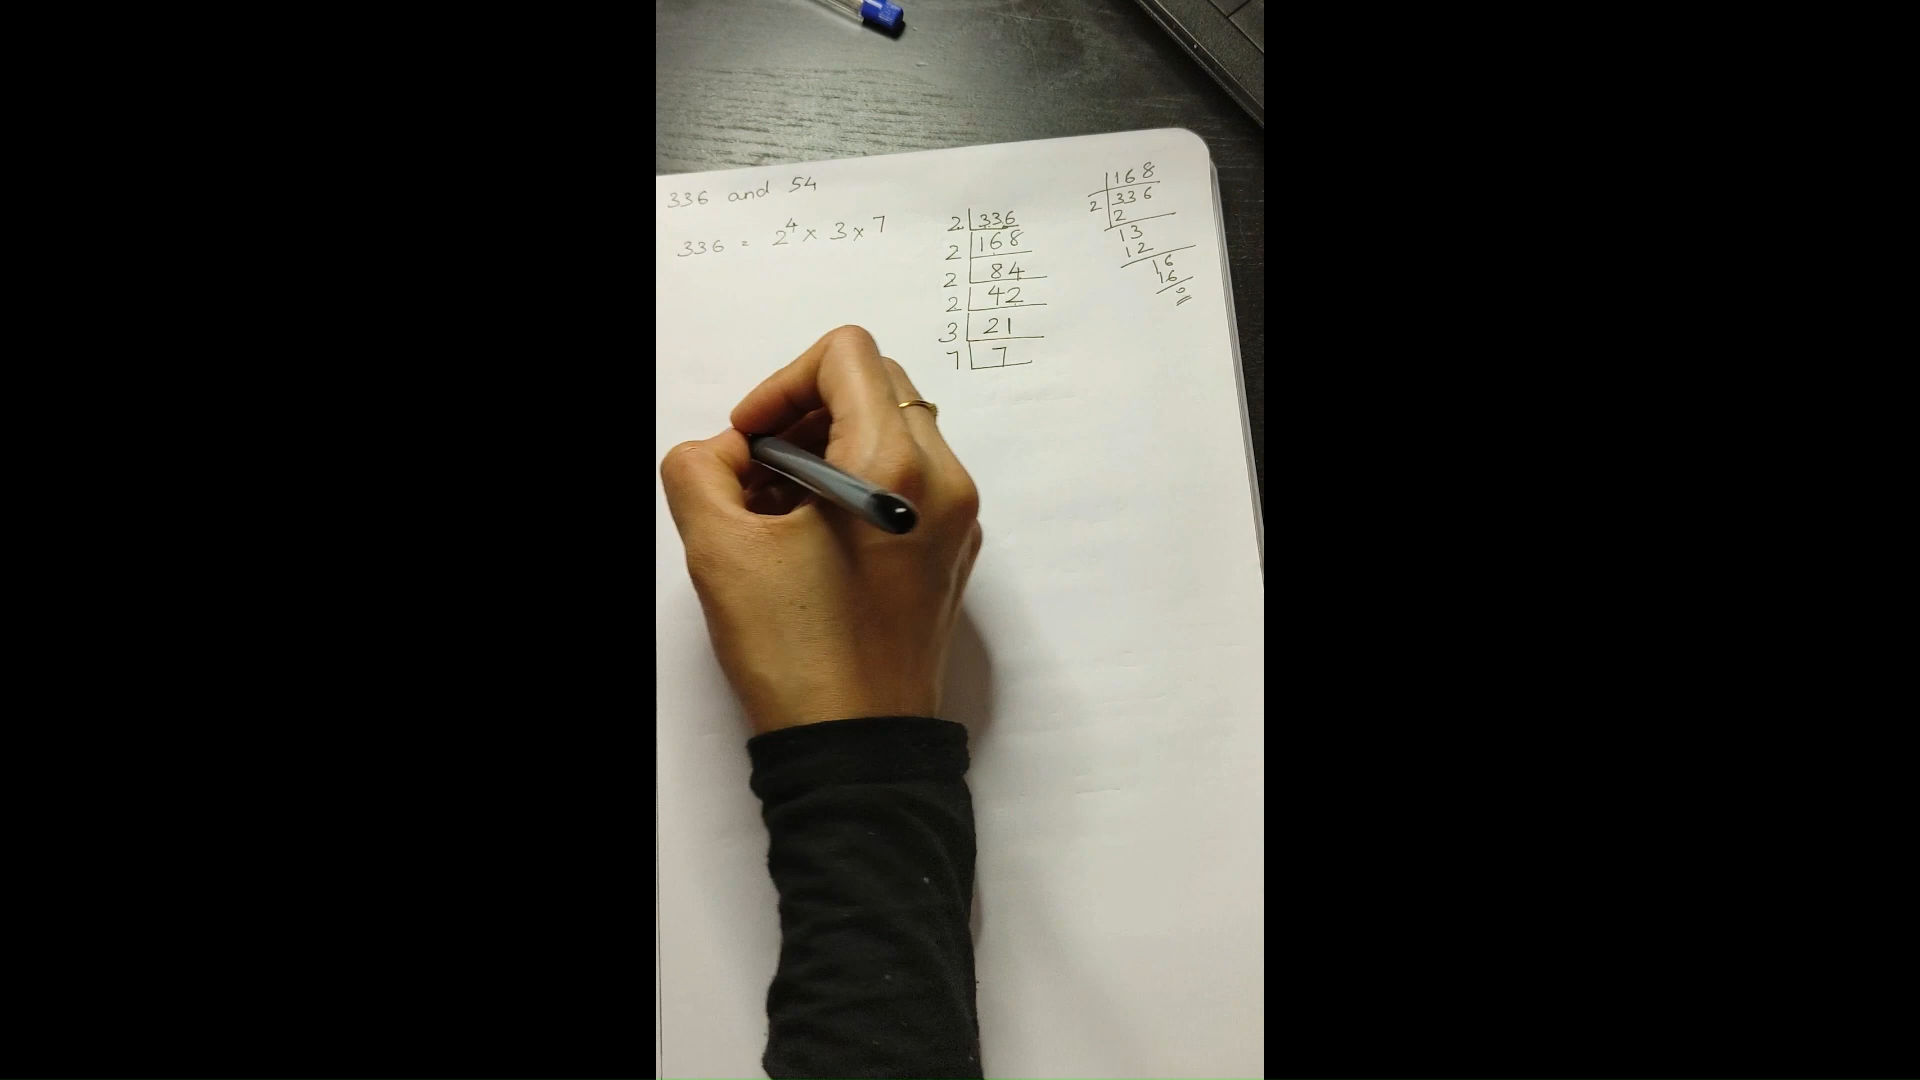 336 and 54
336 = 2⁴ × 3 × 7
2 | 336
2 | 168
2 | 84
2 | 42
3 | 21
7 | 7
168
2 | 336
2
13
12
16
16
0